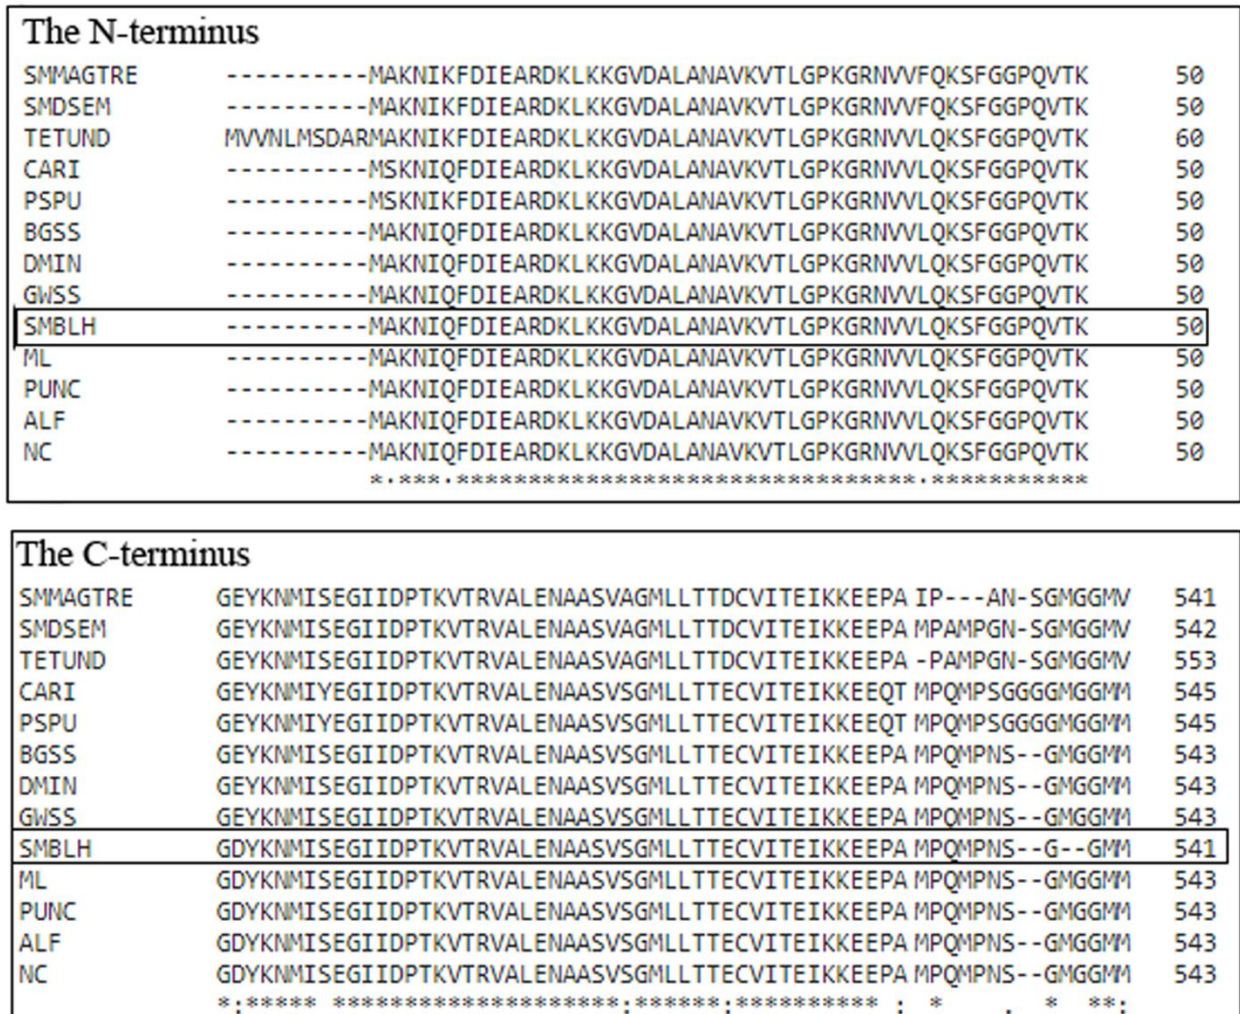 The N-terminus
SMMAGTRE ----------MAKNIKFDIEARDKLKKGVDALANAVKVTLGPKGRNVVFQKSFGGPQVTK 50
SMDSEM ----------MAKNIKFDIEARDKLKKGVDALANAVKVTLGPKGRNVVFQKSFGGPQVTK 50
TETUND MVVNLMSDARMAKNIKFDIEARDKLKKGVDALANAVKVTLGPKGRNVVFQKSFGGPQVTK 60
CARI ----------MSKNIQFDIEARDKLKKGVDALANAVKVTLGPKGRNVVLQKSFGGPQVTK 50
PSPU ----------MSKNIKFDIEARDKLKKGVDALANAVKVTLGPKGRNVVLQKSFGGPQVTK 50
BGSS ----------MAKNIQFDIEARDKLKKGVDALANAVKVTLGPKGRNVVLQKSFGGPQVTK 50
DMIN ----------MAKNIQFDIEARDKLKKGVDALANAVKVTLGPKGRNVVLQKSFGGPQVTK 50
GWSS ----------MAKNIQFDIEARDKLKKGVDALANAVKVTLGPKGRNVVLQKSFGGPQVTK 50
SMBLH ----------MAKNIQFDIEARDKLKKGVDALANAVKVTLGPKGRNVVLQKSFGGPQVTK 50
ML ----------MAKNIQFDIEARDKLKKGVDALANAVKVTLGPKGRNVVLQKSFGGPQVTK 50
PUNC ----------MAKNIQFDIEARDKLKKGVDALANAVKVTLGPKGRNVVLQKSFGGPQVTK 50
ALF ----------MAKNIQFDIEARDKLKKGVDALANAVKVTLGPKGRNVVLQKSFGGPQVTK 50
NC ----------MAKNIQFDIEARDKLKKGVDALANAVKVTLGPKGRNVVLQKSFGGPQVTK 50
*.***.********************************.***********
The C-terminus
SMMAGTRE GEYKNMISEGIIDPTKVTRVALENAASVAGMLLTTDCVITEIKKEEPA IP---AN-SGMGGMV 541
SMDSEM GEYKNMISEGIIDPTKVTRVALENAASVAGMLLTTDCVITEIKKEEPA MPAMPGN-SGMGGMV 542
TETUND GEYKNMISEGIIDPTKVTRVALENAASVAGMLLTTDCVITEIKKEEPA -PAMPGN-SGMGGMV 553
CARI GEYKNMIYEGIIDPTKVTRVALENAASVSGMLLTTECVITEIKKEEQT MPQMPSGGGGMGGMM 545
PSPU GEYKNMIYEGIIDPTKVTRVALENAASVSGMLLTTECVITEIKKEEQT MPQMPSGGGGMGGMM 545
BGSS GEYKNMISEGIIDPTKVTRVALENAASVSGMLLTTECVITEIKKEEPA MPQMPNS--GMGGMM 543
DMIN GEYKNMISEGIIDPTKVTRVALENAASVSGMLLTTECVITEIKKEEPA MPQMPNS--GMGGMM 543
GWSS GEYKNMISEGIIDPTKVTRVALENAASVSGMLLTTECVITEIKKEEPA MPQMPNS--GMGGMM 543
SMBLH GDYKNMISEGIIDPTKVTRVALENAASVSGMLLTTECVITEIKKEEPA MPQMPNS--G--GMM 541
ML GDYKNMISEGIIDPTKVTRVALENAASVSGMLLTTECVITEIKKEEPA MPQMPNS--GMGGMM 543
PUNC GDYKNMISEGIIDPTKVTRVALENAASVSGMLLTTECVITEIKKEEPA MPQMPNS--GMGGMM 543
ALF GDYKNMISEGIIDPTKVTRVALENAASVSGMLLTTECVITEIKKEEPA MPQMPNS--GMGGMM 543
NC GDYKNMISEGIIDPTKVTRVALENAASVSGMLLTTECVITEIKKEEPA MPQMPNS--GMGGMM 543
*:***** ********************:******:********** : * . * **: